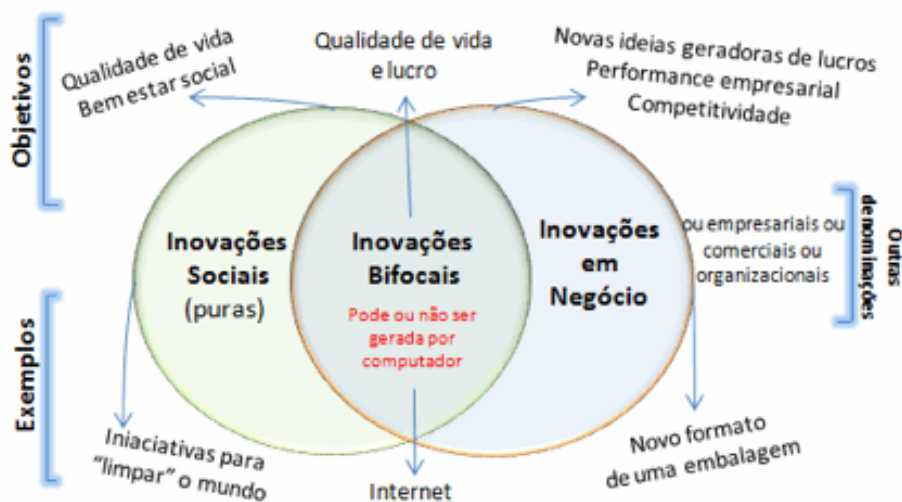 Objetivos
Qualidade de vida
Bem estar social
Qualidade de vida
e lucro
Novas ideias geradoras de lucros
Performance empresarial
Competitividade
Inovações
Sociais
(puras)
Inovações
Bifocais
Pode ou não ser
gerada por
computador
Inovações
em
Negócio
ou empresariais ou
comerciais ou
organizacionais
Outras
denominações
Exemplos
Iniaciativas para
“limpar” o mundo
Internet
Novo formato
de uma embalagem